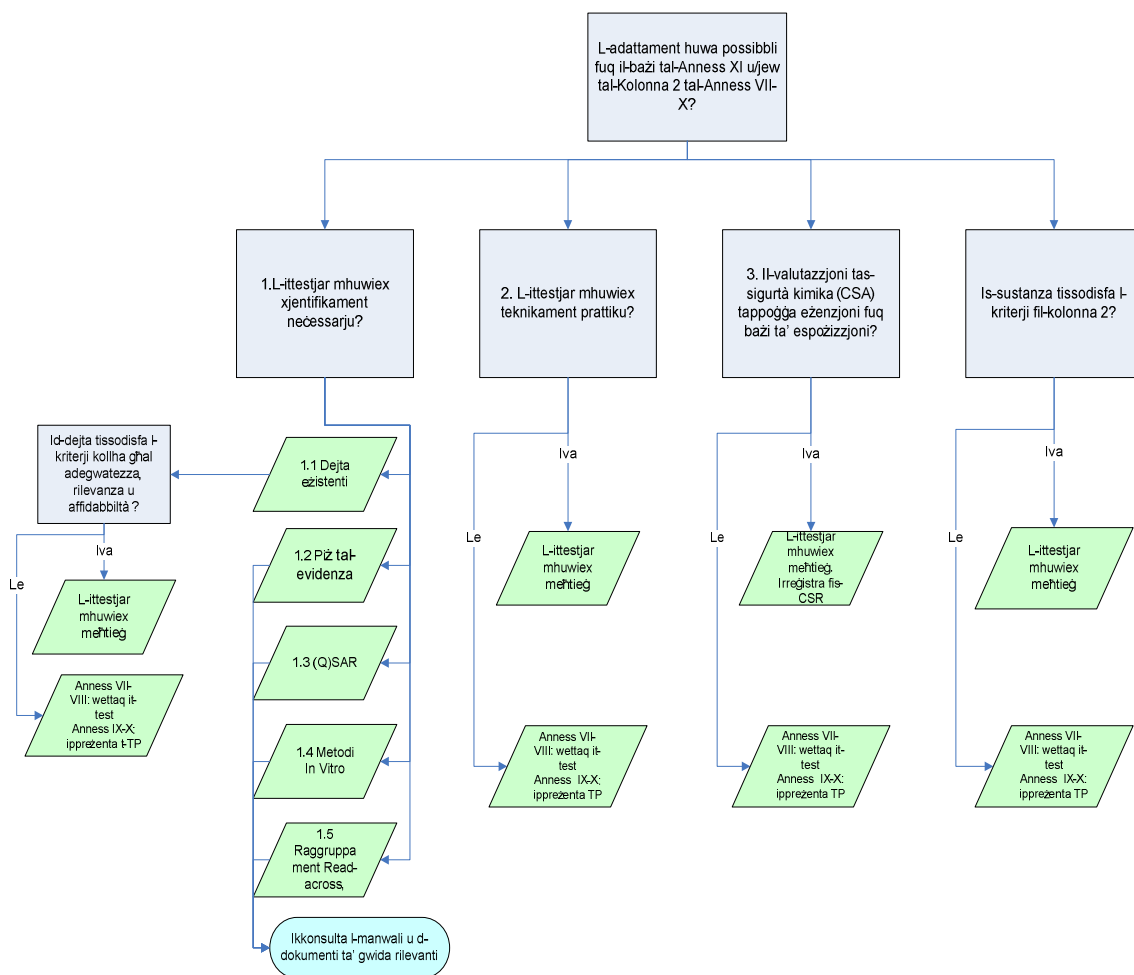 L-adattament huwa possibbli
fuq il-bażi tal-Anness XI u/jew
tal-Kolonna 2 tal-Anness VII-
X?
1.L-ittestjar mhuwiex
xjentifikament
neċessarju?
2. L-ittestjar mhuwiex
teknikament prattiku?
3. Il-valutazzjoni tas-
sigurtà kimika (CSA)
tappoġġa eżenzjoni fuq
bażi ta’ espożizzjoni?
Is-sustanza tissodisfa l-
kriterji fil-kolonna 2?
Id-dejta tissodisfa l-
kriterji kollha għal
adegwatezza,
rilevanza u
affidabbiltà ?
Iva
Le
L-ittestjar
mhuwiex
meħtieġ
Anness VII-
VIII: wettaq it-
test
Anness IX-X:
ippreżenta t-TP
1.1 Dejta
eżistenti
1.2 Piż tal-
evidenza
1.3 (Q)SAR
1.4 Metodi
In Vitro
1.5
Raggruppa
ment Read-
across,
Ikkonsulta l-manwali u d-
dokumenti ta’ gwida rilevanti
Iva
Le
L-ittestjar
mhuwiex
meħtieġ
Anness VII-
VIII: wettaq it-
test
Anness IX-X:
ippreżenta TP
Iva
Le
L-ittestjar
mhuwiex
meħtieġ.
Irreġistra fis-
CSR
Anness VII-
VIII: wettaq it-
test
Anness IX-X:
ippreżenta TP
Iva
Le
L-ittestjar
mhuwiex
meħtieġ
Anness VII-
VIII: wettaq it-
test
Anness IX-X:
ippreżenta TP